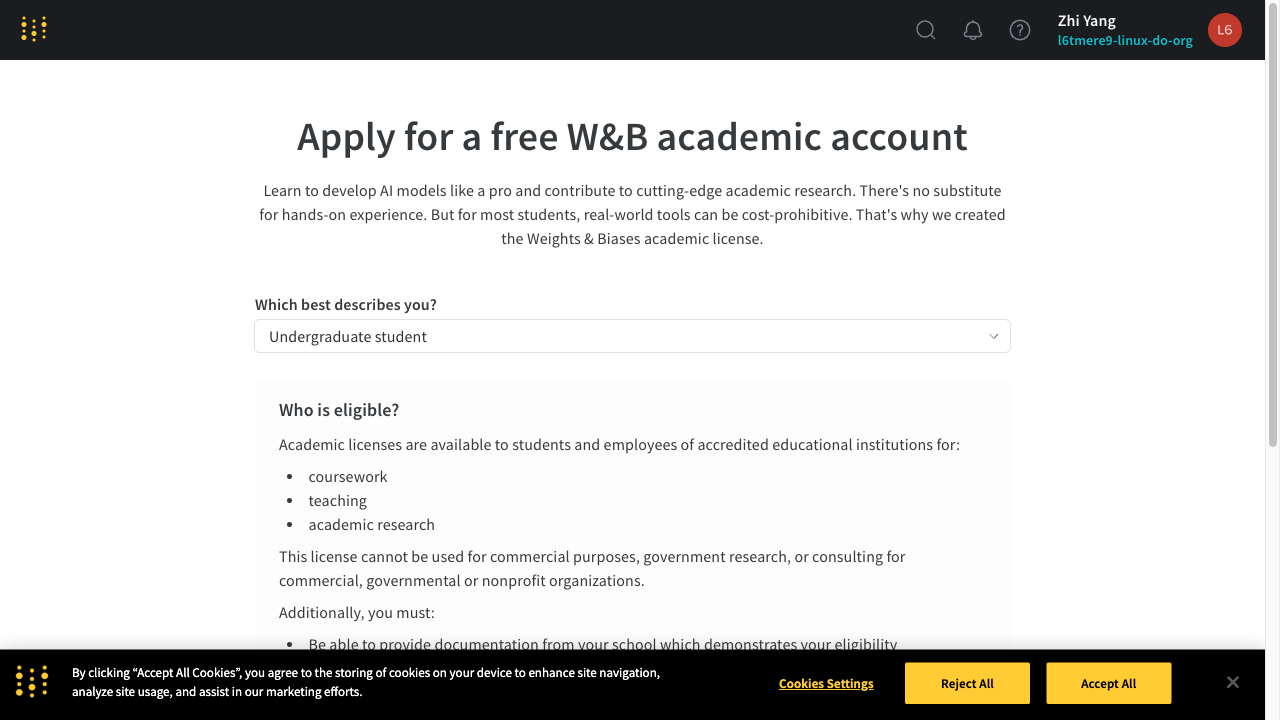 Zhi Yang
l6tmere9-linux-do-org
L6
Apply for a free W&B academic account
Learn to develop AI models like a pro and contribute to cutting-edge academic research. There's no substitute
for hands-on experience. But for most students, real-world tools can be cost-prohibitive. That's why we created
the Weights & Biases academic license.
Which best describes you?
Undergraduate student
Who is eligible?
Academic licenses are available to students and employees of accredited educational institutions for:
• coursework
• teaching
• academic research
This license cannot be used for commercial purposes, government research, or consulting for
commercial, governmental or nonprofit organizations.
Additionally, you must:
• Be able to provide documentation from your school which demonstrates your eligibility
By clicking “Accept All Cookies”, you agree to the storing of cookies on your device to enhance site navigation,
analyze site usage, and assist in our marketing efforts.
Cookies Settings
Reject All
Accept All